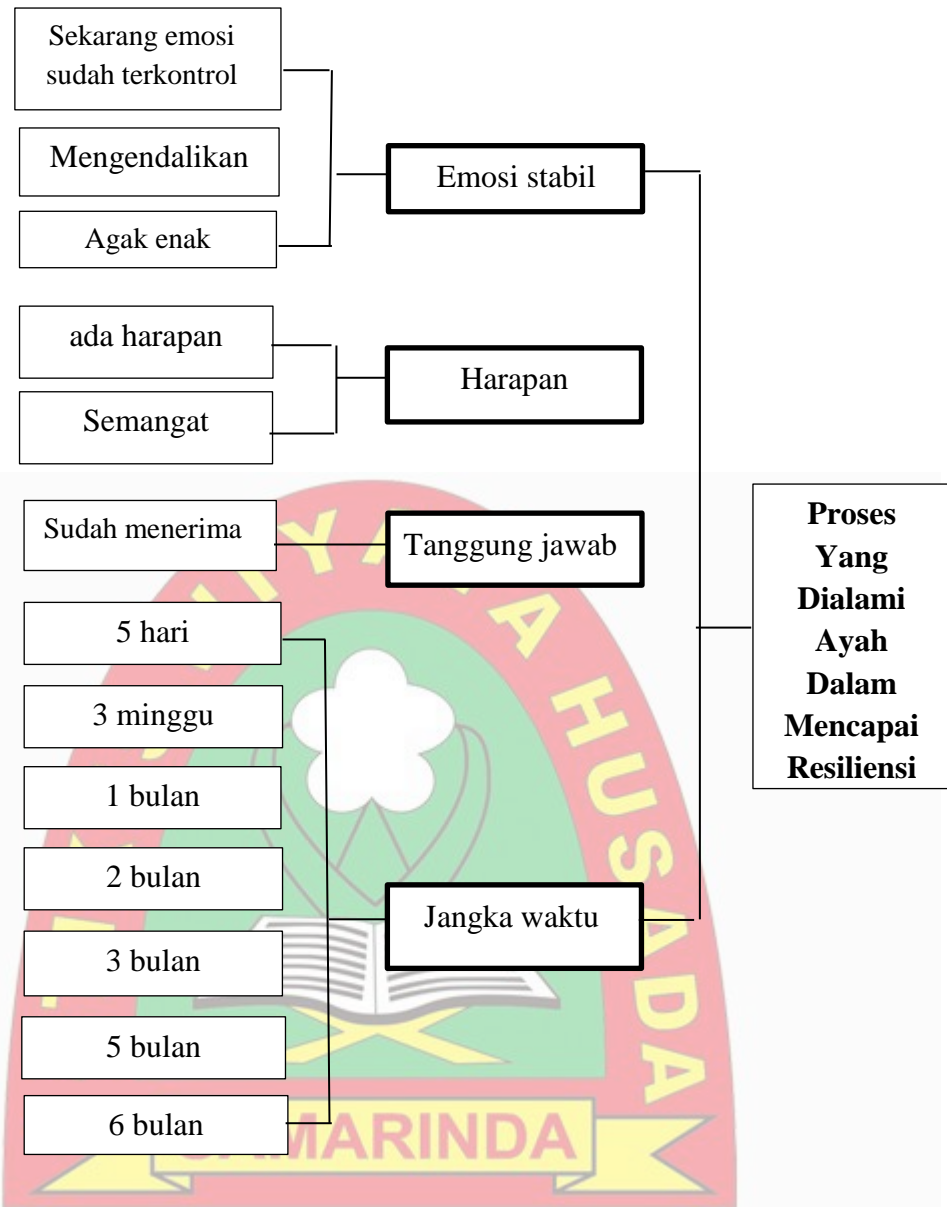 Sekarang emosi
sudah terkontrol
Mengendalikan
Agak enak
Emosi stabil
ada harapan
Semangat
Harapan
Sudah menerima
Tanggung jawab
5 hari
3 minggu
1 bulan
2 bulan
3 bulan
5 bulan
6 bulan
Jangka waktu
Proses
Yang
Dialami
Ayah
Dalam
Mencapai
Resiliensi
HUSADA
SAMARINDA